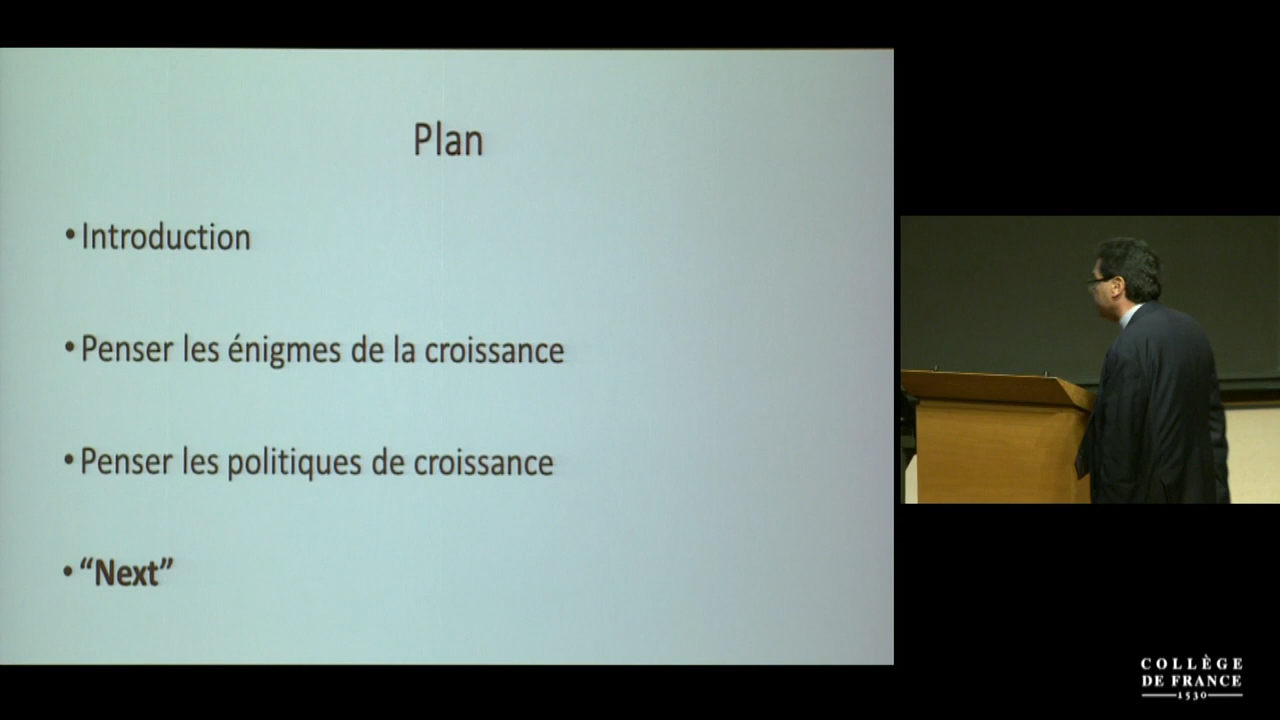 Plan
•Introduction
•Penser les énigmes de la croissance
•Penser les politiques de croissance
•“Next”
COLLÈGE
DE FRANCE
1530